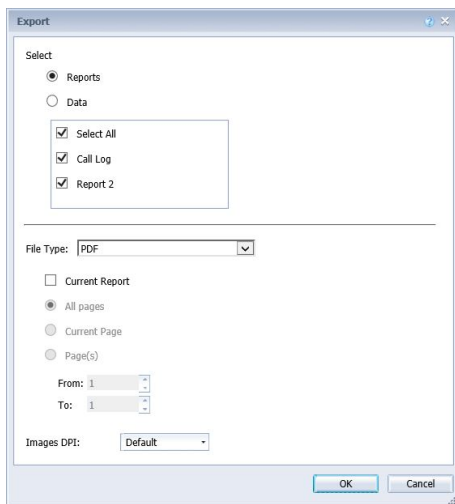 Export
Select
Reports
Data
Select All
Call Log
Report 2
File Type: PDF
Current Report
All pages
Current Page
Page(s)
From: 1
To: 1
Images DPI: Default
OK Cancel